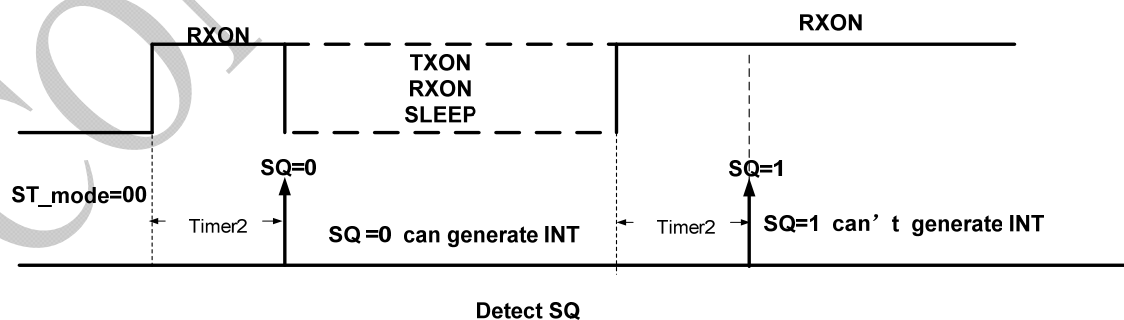 RXON
RXON
TXON
RXON
SLEEP
SQ=0
SQ=1
ST_mode=00
Timer2
SQ =0 can generate INT
Timer2
SQ=1 can't generate INT
Detect SQ